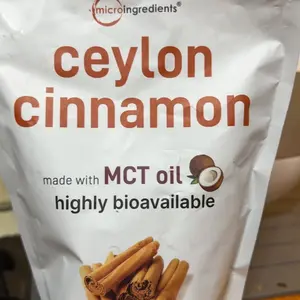 microingredients®
ceylon
cinnamon
made with MCT oil
highly bioavailable